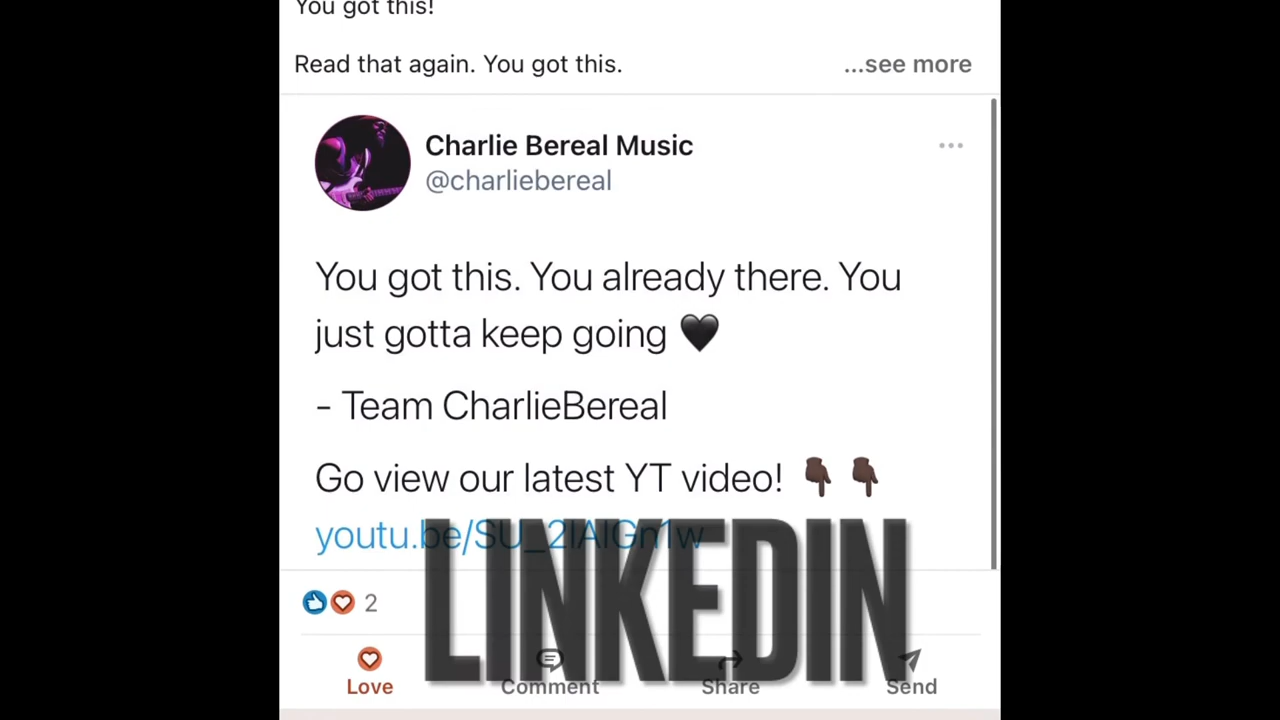 You got this!
Read that again. You got this.
...see more
Charlie Bereal Music
@charliebereal
You got this. You already there. You
just gotta keep going 🖤
- Team CharlieBereal
Go view our latest YT video! 👇🏿👇🏿
LINKEDIN
2
Love
Comment
Share
Send